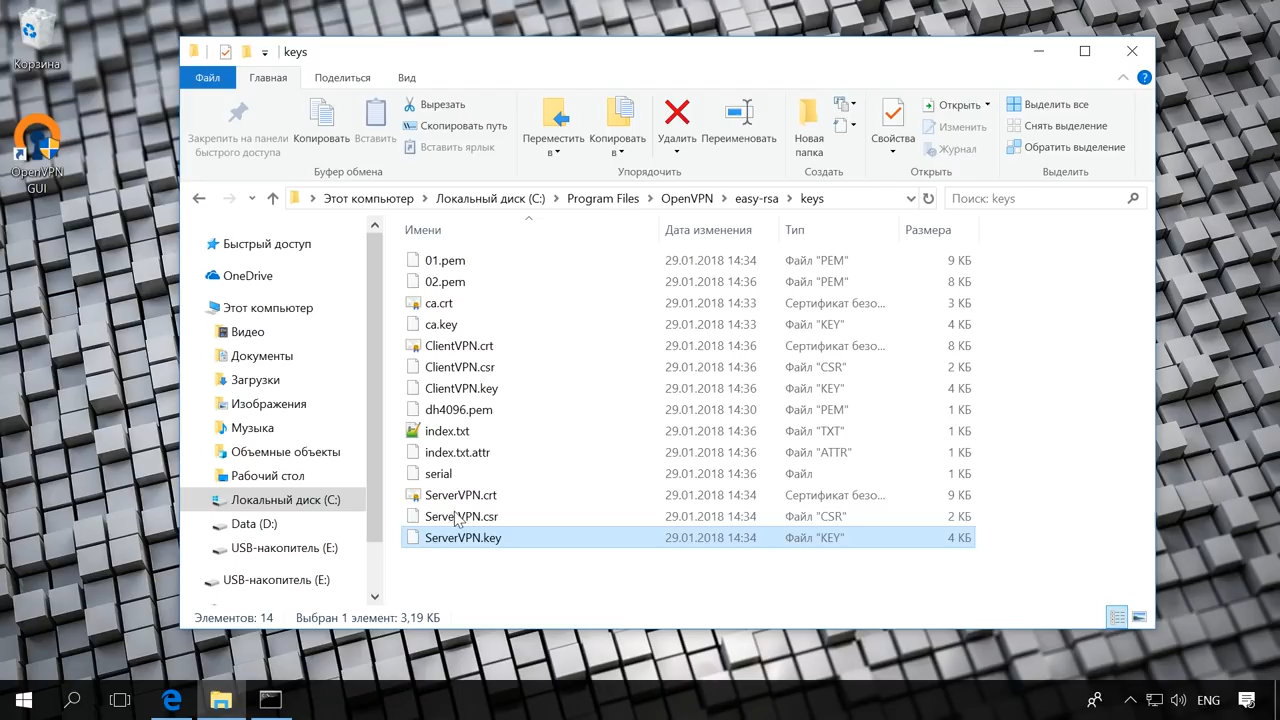 Корзина
OpenVPN
GUI
keys
Файл
Главная
Поделиться
Вид
Закрепить на панели
быстрого доступа
Копировать
Вставить
Вырезать
Скопировать путь
Вставить ярлык
Буфер обмена
Переместить
в
Копировать
в
Удалить
Переименовать
Упорядочить
Новая
папка
Создать
Свойства
Открыть
Изменить
Журнал
Открыть
Выделить все
Снять выделение
Обратить выделение
Выделить
Этот компьютер > Локальный диск (C:) > Program Files > OpenVPN > easy-rsa > keys
Поиск: keys
Быстрый доступ
OneDrive
Этот компьютер
Видео
Документы
Загрузки
Изображения
Музыка
Объемные объекты
Рабочий стол
Локальный диск (C:)
Data (D:)
USB-накопитель (E:)
USB-накопитель (E:)
Имени Дата изменения Тип Размера
01.pem 29.01.2018 14:34 Файл "PEM" 9 КБ
02.pem 29.01.2018 14:36 Файл "PEM" 8 КБ
ca.crt 29.01.2018 14:33 Сертификат безо... 3 КБ
ca.key 29.01.2018 14:33 Файл "KEY" 4 КБ
ClientVPN.crt 29.01.2018 14:36 Сертификат безо... 8 КБ
ClientVPN.csr 29.01.2018 14:36 Файл "CSR" 2 КБ
ClientVPN.key 29.01.2018 14:36 Файл "KEY" 4 КБ
dh4096.pem 29.01.2018 14:30 Файл "PEM" 1 КБ
index.txt 29.01.2018 14:36 Файл "TXT" 1 КБ
index.txt.attr 29.01.2018 14:36 Файл "ATTR" 1 КБ
serial 29.01.2018 14:36 Файл 1 КБ
ServerVPN.crt 29.01.2018 14:34 Сертификат безо... 9 КБ
ServerVPN.csr 29.01.2018 14:34 Файл "CSR" 2 КБ
ServerVPN.key 29.01.2018 14:34 Файл "KEY" 4 КБ
Элементов: 14 Выбран 1 элемент: 3,19 КБ
ENG